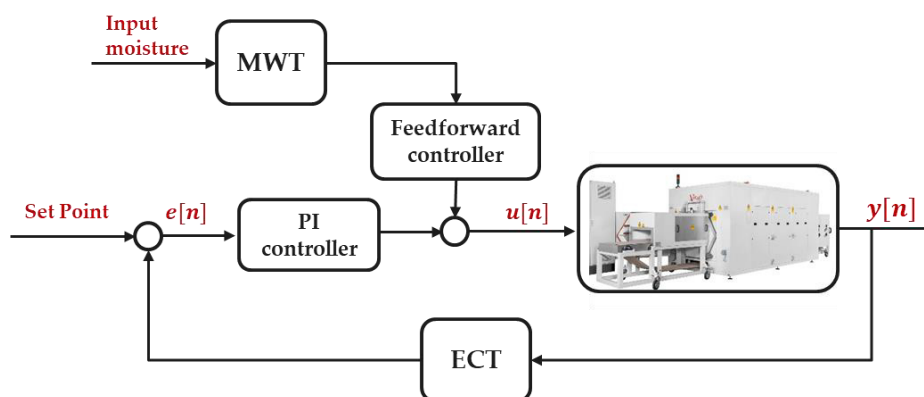 Input
moisture
MWT
Feedforward
controller
Set Point
e[n]
PI
controller
u[n]
y[n]
ECT